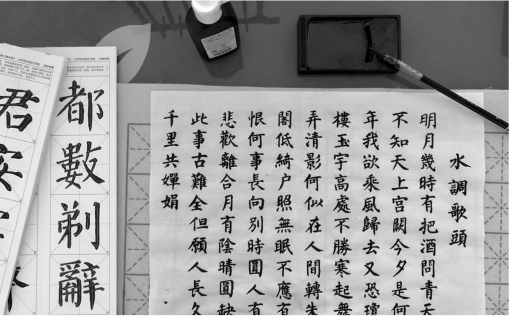 水調歌頭
明月幾時有把酒問青天
不知天上宮闕今夕是何
年我欲乘風歸去又恐瓊
樓玉宇高處不勝寒起舞
弄清影何似在人間轉朱
閣低綺户照無眠不應有
恨何事長向別時圓人有
悲歡離合月有陰晴圓缺
此事古難全但願人長久
千里共嬋娟
都數剃辭
君